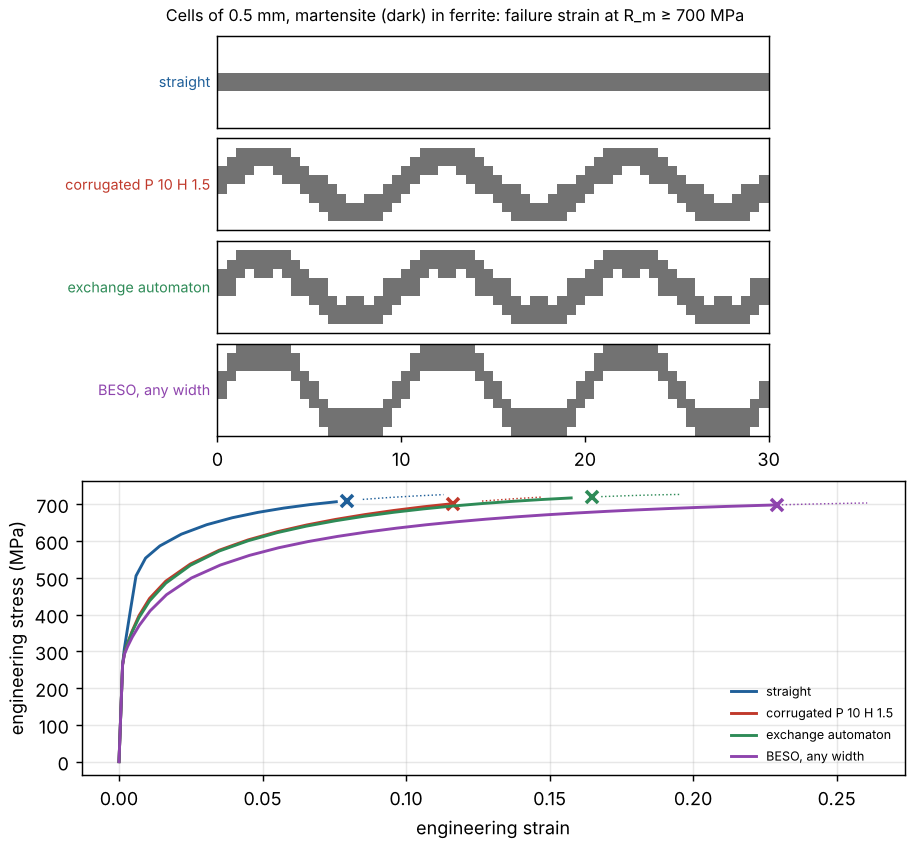 Cells of 0.5 mm, martensite (dark) in ferrite: failure strain at R_m ≥ 700 MPa
straight
corrugated P 10 H 1.5
exchange automaton
BESO, any width
0 10 20 30
700
600
500
400
300
200
100
0
engineering stress (MPa)
straight
corrugated P 10 H 1.5
exchange automaton
BESO, any width
0.00 0.05 0.10 0.15 0.20 0.25
engineering strain